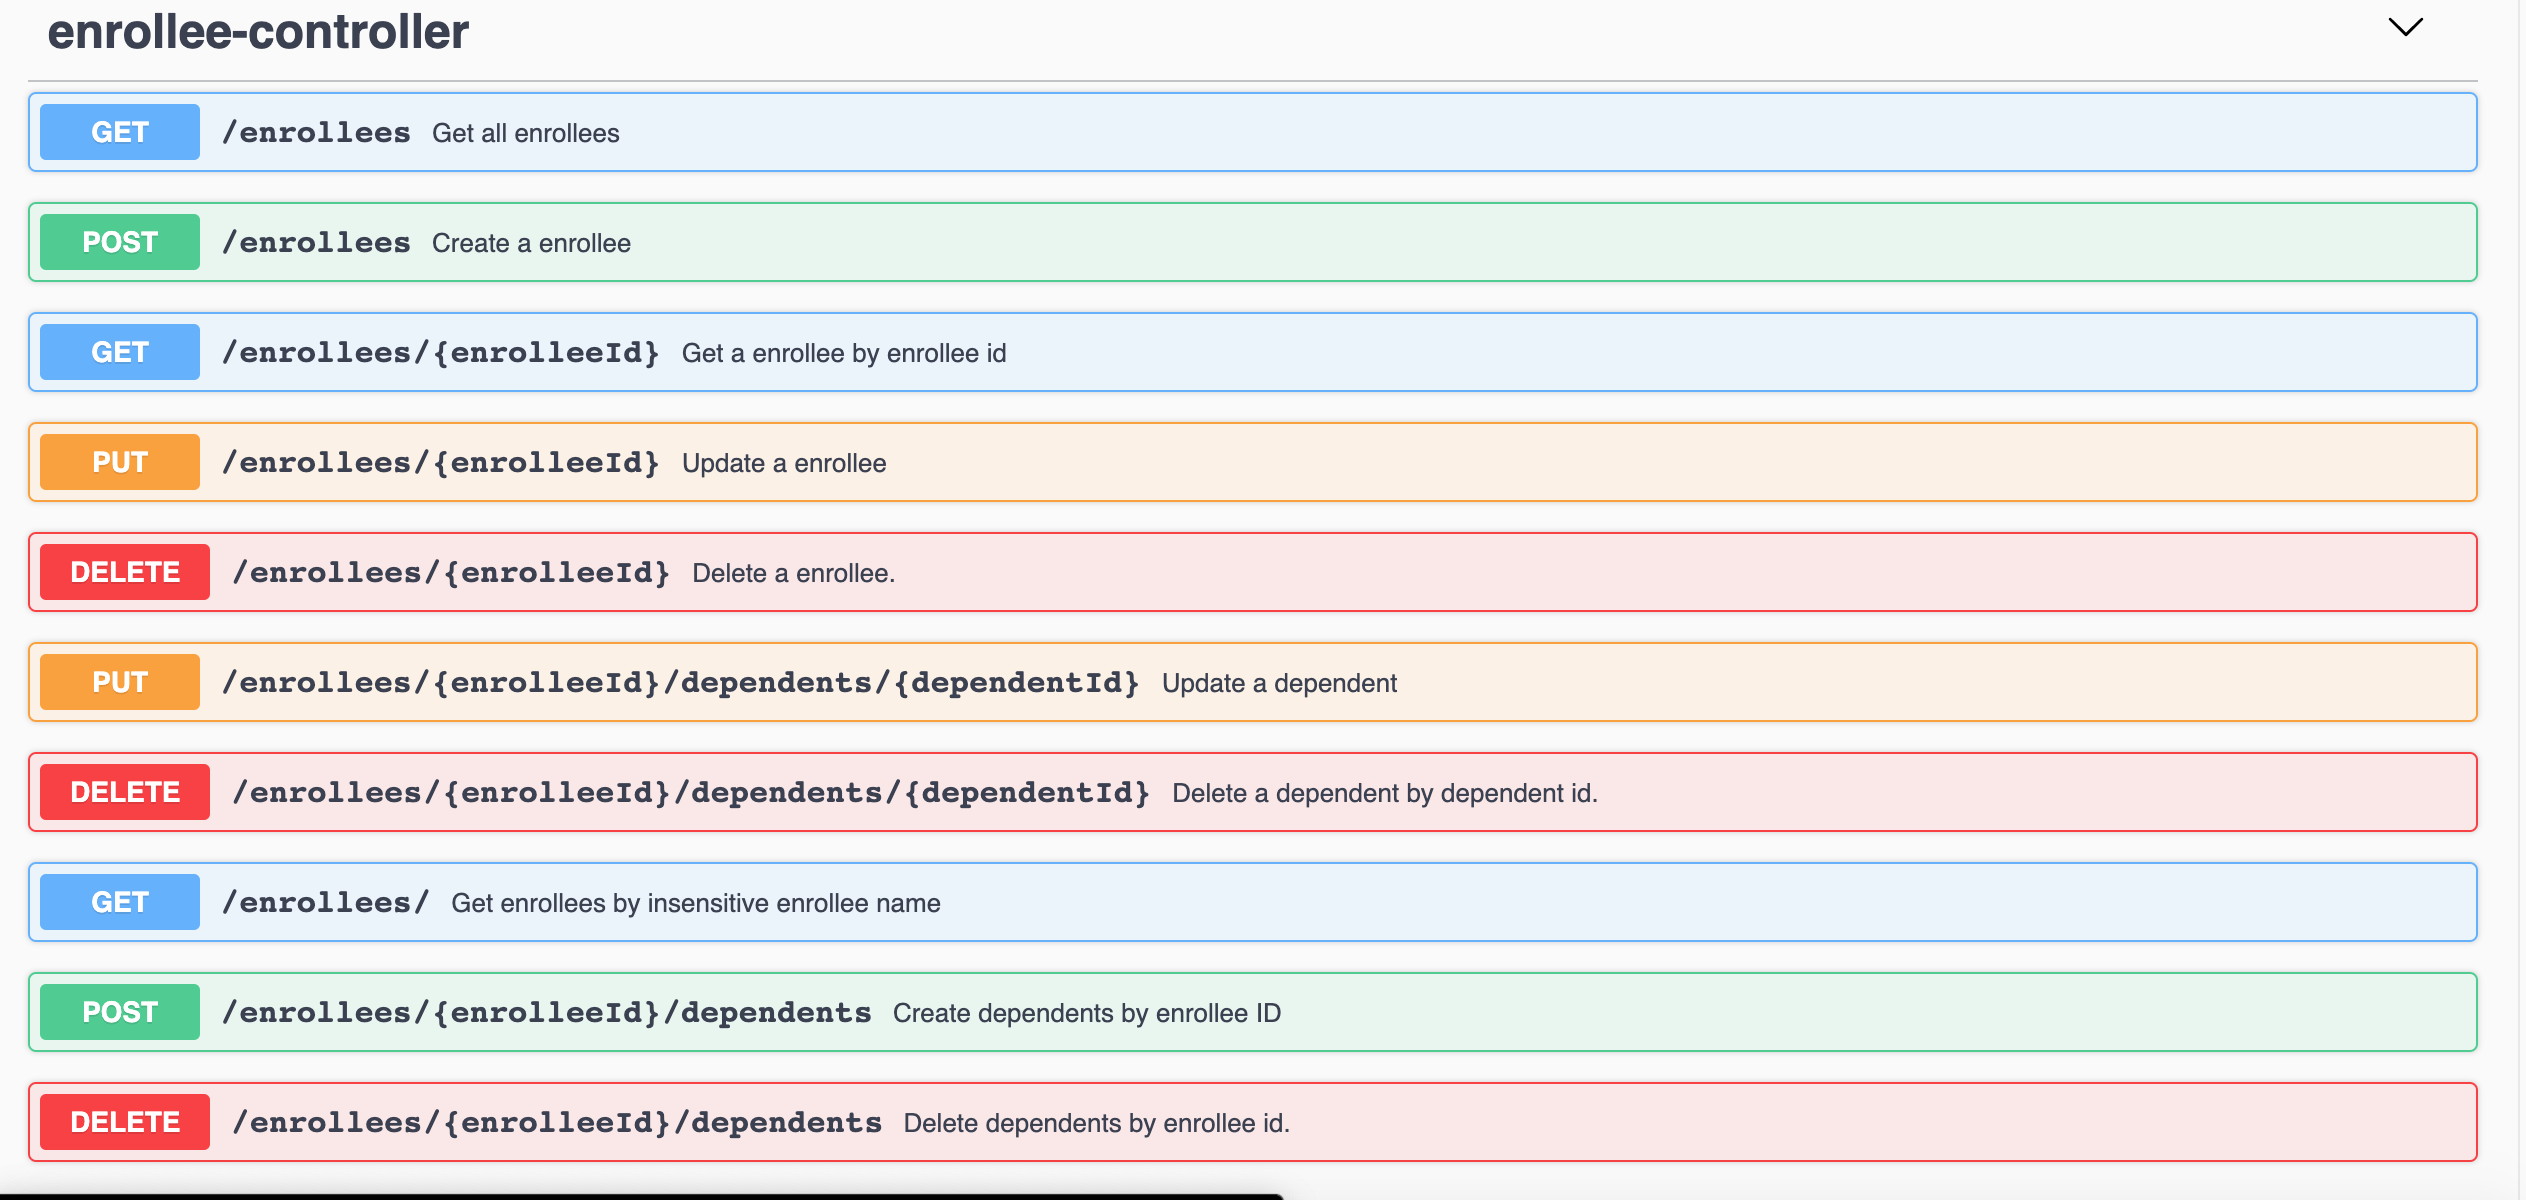 enrollee-controller
GET /enrollees Get all enrollees
POST /enrollees Create a enrollee
GET /enrollees/{enrolleeId} Get a enrollee by enrollee id
PUT /enrollees/{enrolleeId} Update a enrollee
DELETE /enrollees/{enrolleeId} Delete a enrollee.
PUT /enrollees/{enrolleeId}/dependents/{dependentId} Update a dependent
DELETE /enrollees/{enrolleeId}/dependents/{dependentId} Delete a dependent by dependent id.
GET /enrollees/ Get enrollees by insensitive enrollee name
POST /enrollees/{enrolleeId}/dependents Create dependents by enrollee ID
DELETE /enrollees/{enrolleeId}/dependents Delete dependents by enrollee id.